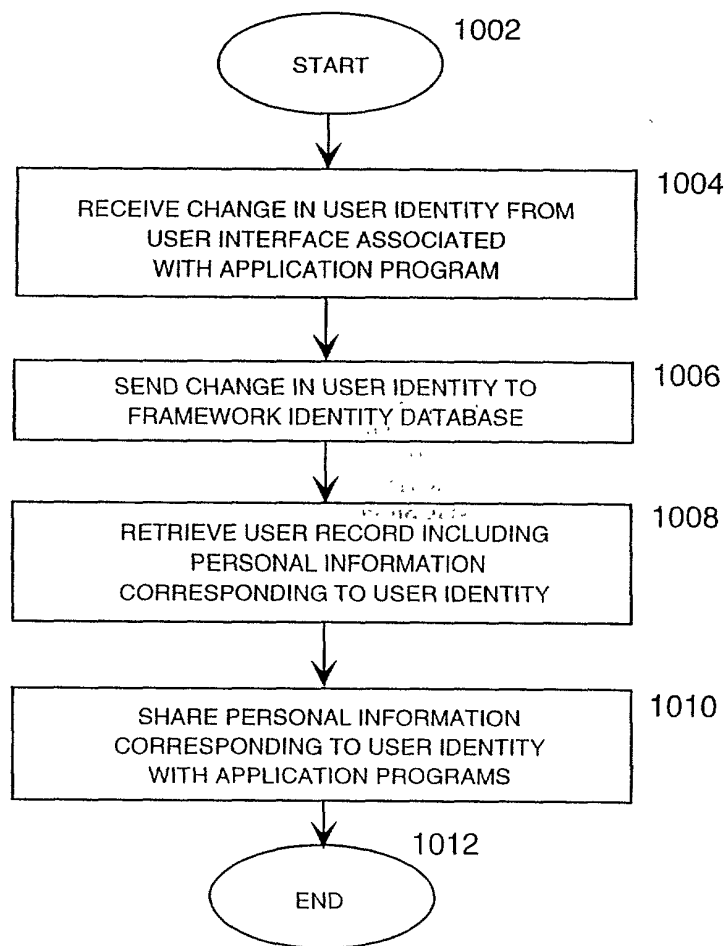 1002
START
1004
RECEIVE CHANGE IN USER IDENTITY FROM
USER INTERFACE ASSOCIATED
WITH APPLICATION PROGRAM
1006
SEND CHANGE IN USER IDENTITY TO
FRAMEWORK IDENTITY DATABASE
1008
RETRIEVE USER RECORD INCLUDING
PERSONAL INFORMATION
CORRESPONDING TO USER IDENTITY
1010
SHARE PERSONAL INFORMATION
CORRESPONDING TO USER IDENTITY
WITH APPLICATION PROGRAMS
1012
END